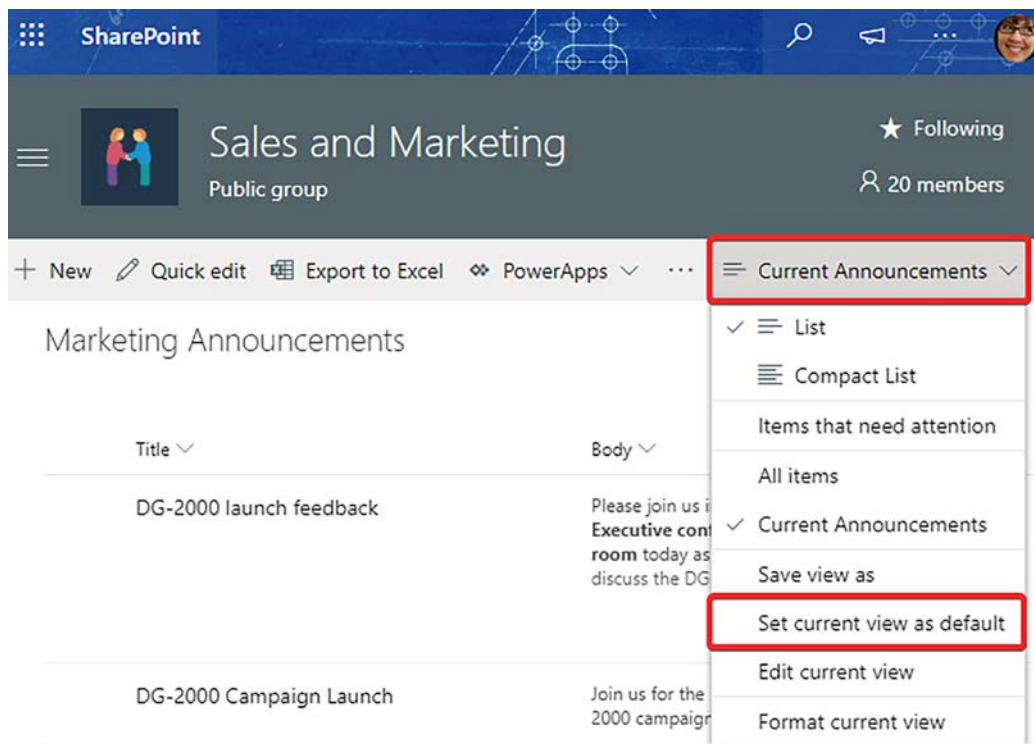 SharePoint
...
Sales and Marketing
Public group
Following
20 members
+ New
Quick edit
Export to Excel
PowerApps
...
Current Announcements
Marketing Announcements
List
Compact List
Items that need attention
All items
Current Announcements
Save view as
Set current view as default
Edit current view
Format current view
Title
Body
DG-2000 launch feedback
Please join us i
Executive con
room today as
discuss the DG
DG-2000 Campaign Launch
Join us for the
2000 campaig